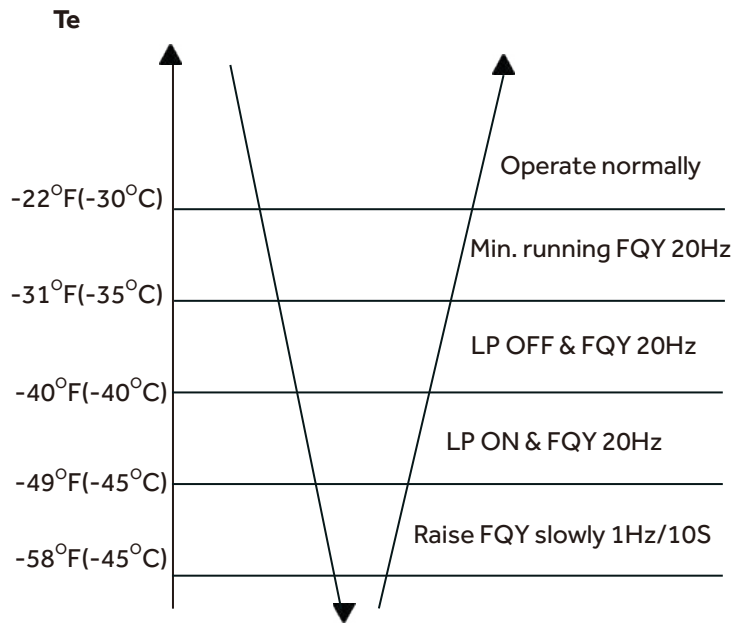 Te
Operate normally
-22°F(-30°C)
Min. running FQY 20Hz
-31°F(-35°C)
LP OFF & FQY 20Hz
-40°F(-40°C)
LP ON & FQY 20Hz
-49°F(-45°C)
Raise FQY slowly 1Hz/10S
-58°F(-45°C)